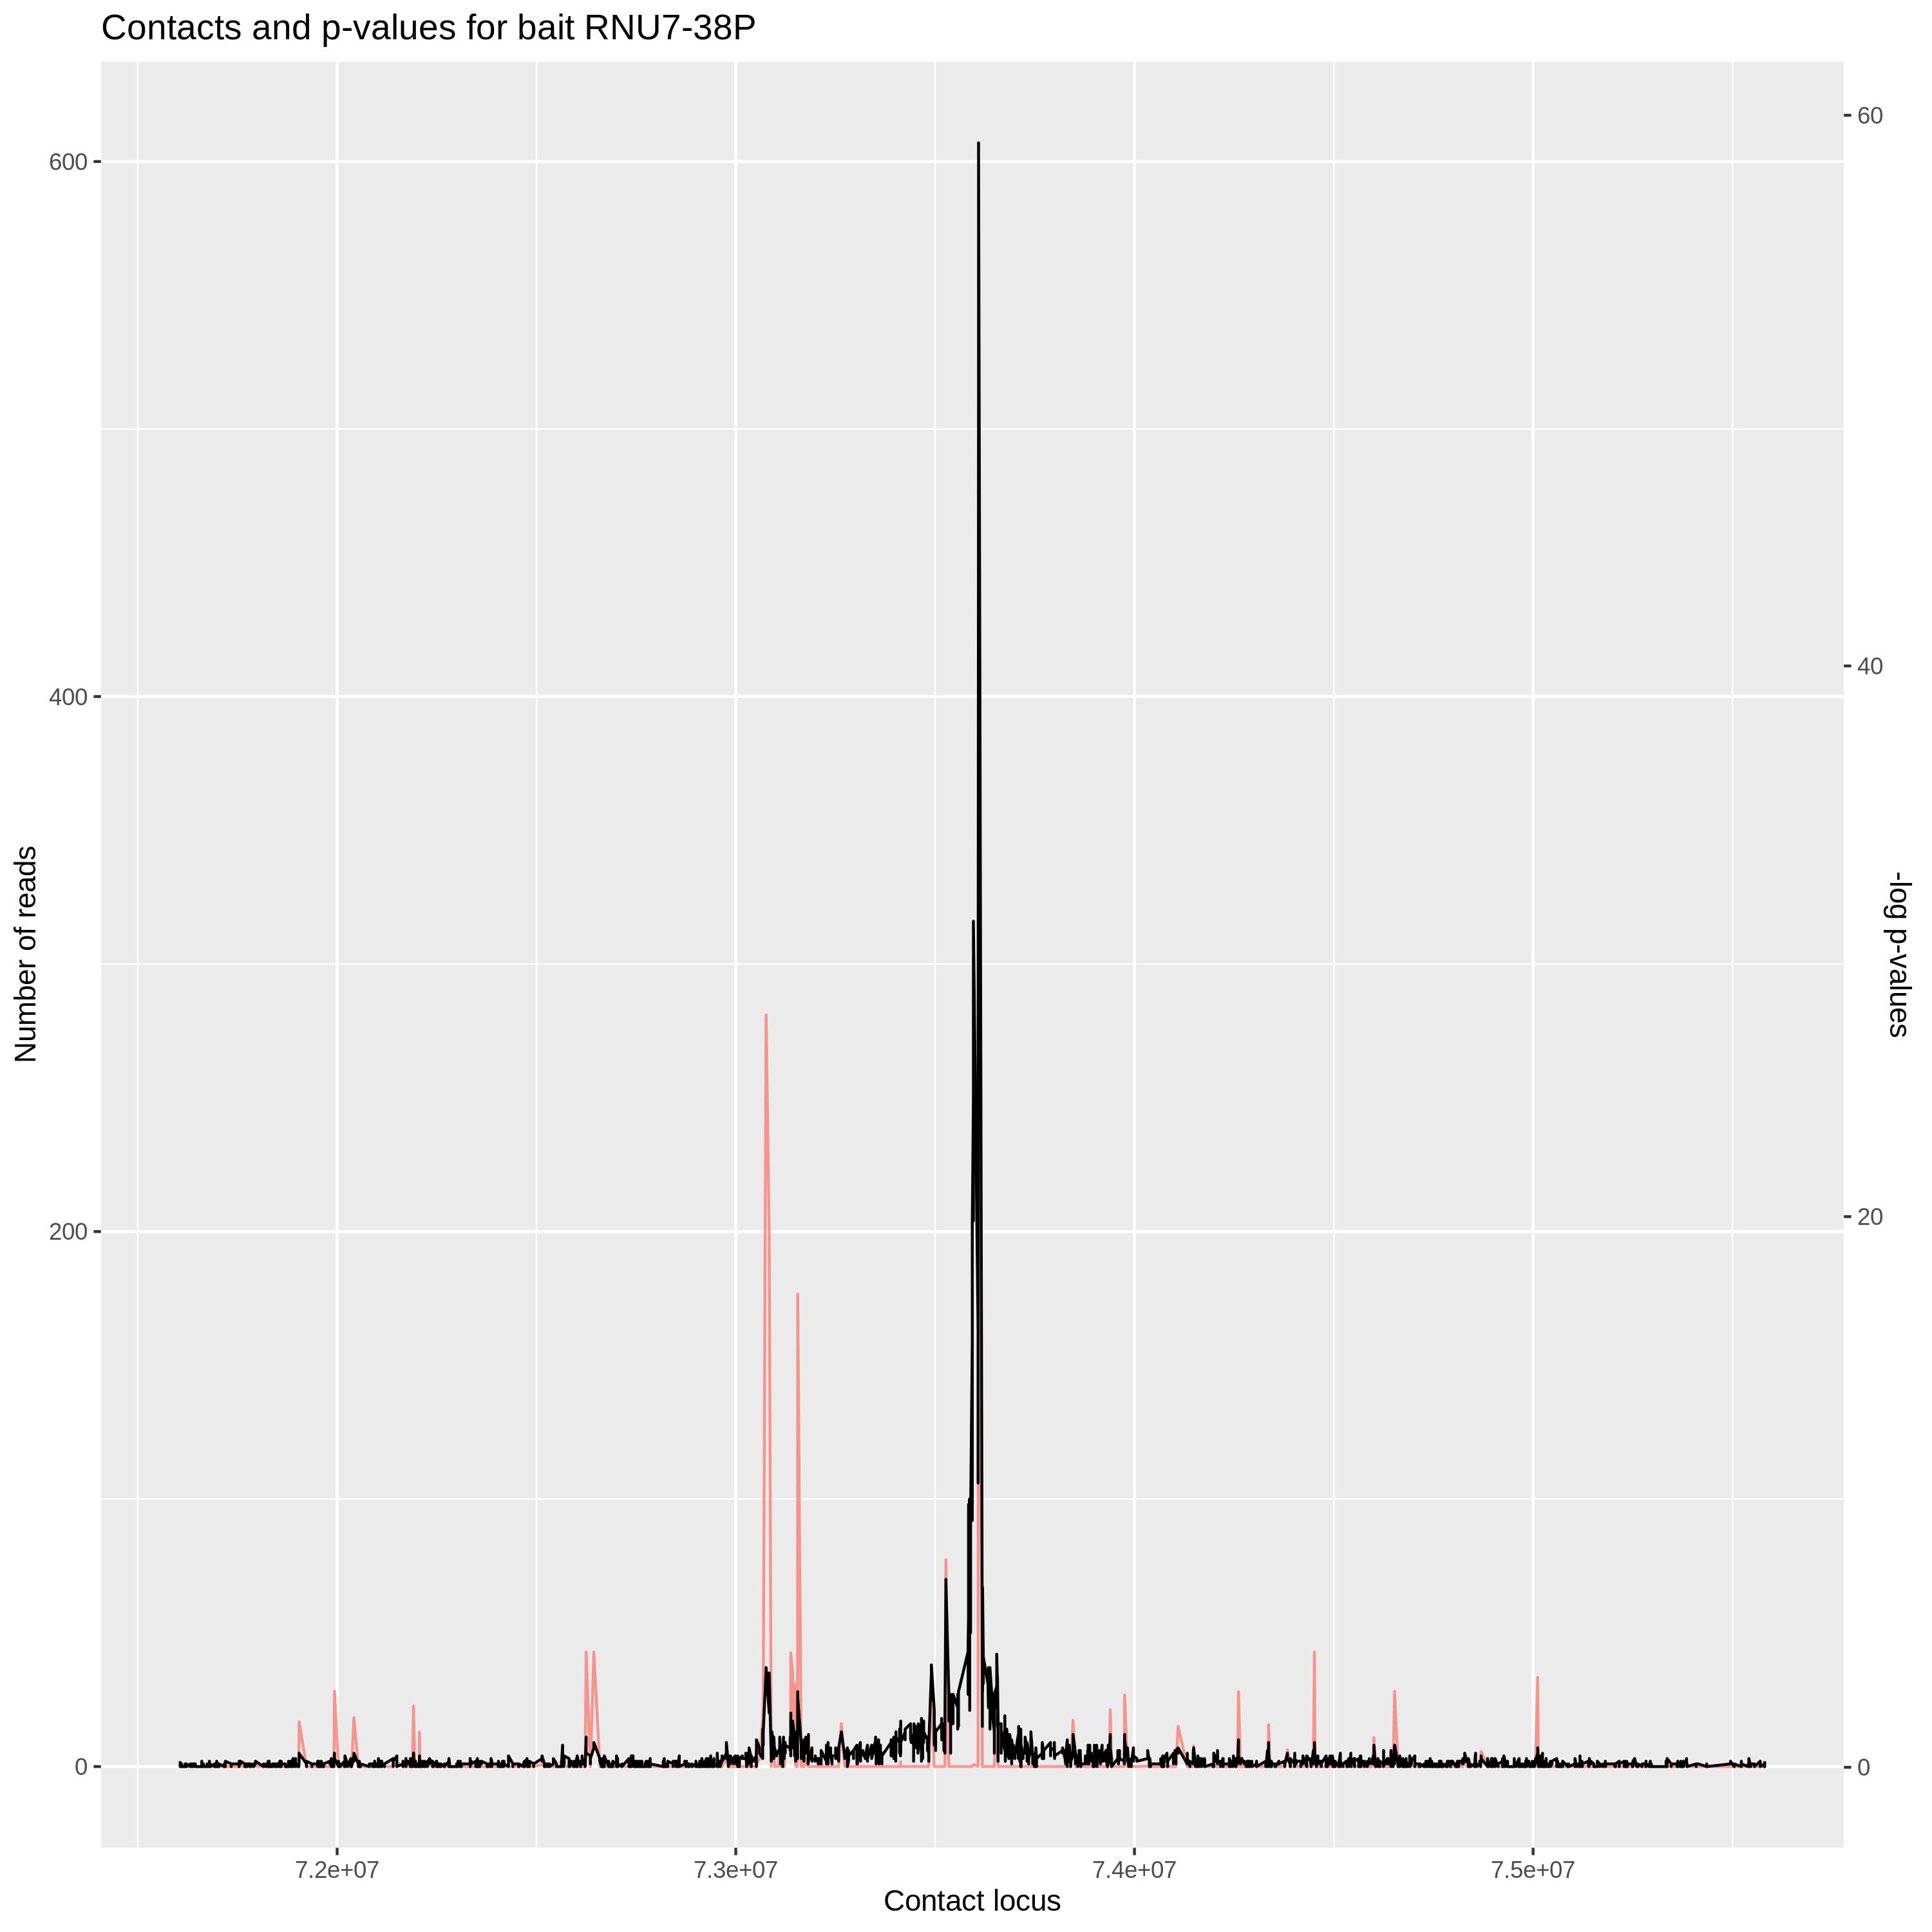 Contacts and p-values for bait RNU7-38P
600
400
200
0
60
40
20
0
Number of reads
-log p-values
7.2e+07
7.3e+07
7.4e+07
7.5e+07
Contact locus